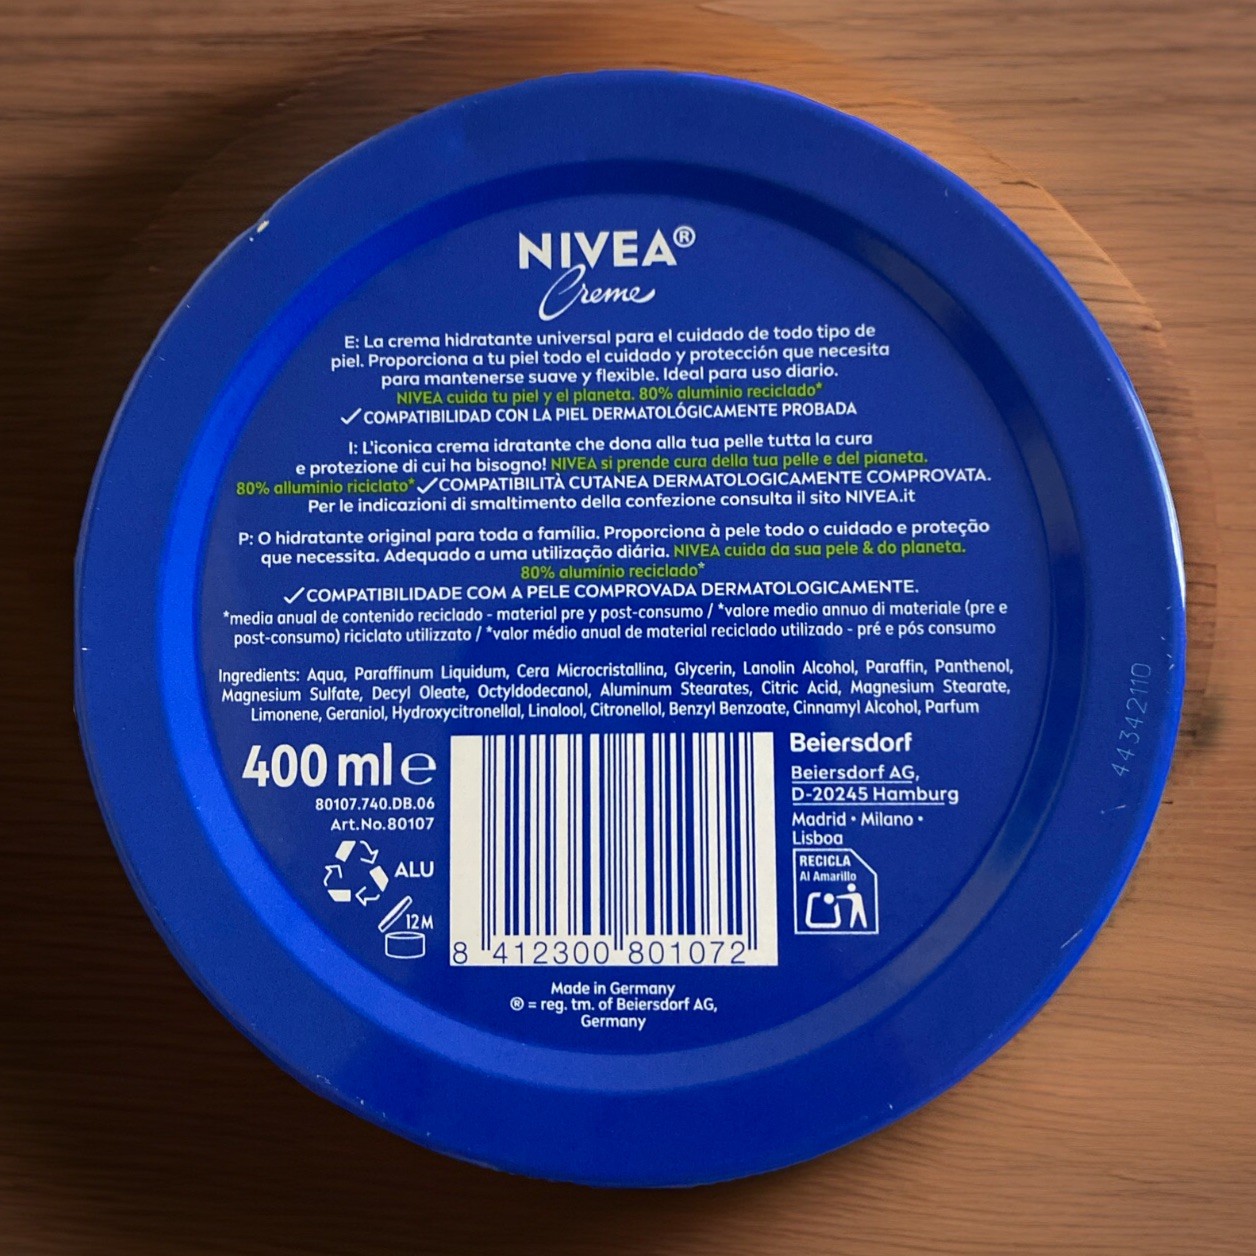 NIVEA®
Creme
E: La crema hidratante universal para el cuidado de todo tipo de
piel. Proporciona a tu piel todo el cuidado y protección que necesita
para mantenerse suave y flexible. Ideal para uso diario.
NIVEA cuida tu piel y el planeta. 80% aluminio reciclado*
✓COMPATIBILIDAD CON LA PIEL DERMATOLÓGICAMENTE PROBADA
I: L'iconica crema idratante che dona alla tua pelle tutta la cura
e protezione di cui ha bisogno! NIVEA si prende cura della tua pelle e del pianeta.
80% alluminio riciclato* ✓COMPATIBILITÀ CUTANEA DERMATOLOGICAMENTE COMPROVATA.
Per le indicazioni di smaltimento della confezione consulta il sito NIVEA.it
P: O hidratante original para toda a família. Proporciona à pele todo o cuidado e proteção
que necessita. Adequado a uma utilização diária. NIVEA cuida da sua pele & do planeta.
80% alumínio reciclado*
✓COMPATIBILIDADE COM A PELE COMPROVADA DERMATOLOGICAMENTE.
*media anual de contenido reciclado - material pre y post-consumo / *valore medio annuo di materiale (pre e
post-consumo) riciclato utilizzato / *valor médio anual de material reciclado utilizado - pré e pós consumo
Ingredients: Aqua, Paraffinum Liquidum, Cera Microcristallina, Glycerin, Lanolin Alcohol, Paraffin, Panthenol,
Magnesium Sulfate, Decyl Oleate, Octyldodecanol, Aluminum Stearates, Citric Acid, Magnesium Stearate,
Limonene, Geraniol, Hydroxycitronellal, Linalool, Citronellol, Benzyl Benzoate, Cinnamyl Alcohol, Parfum
400 ml ℮
80107.740.DB.06
Art.No.80107
ALU
12M
8 412300 801072
Beiersdorf
Beiersdorf AG,
D-20245 Hamburg
Madrid • Milano •
Lisboa
RECICLA
Al Amarillo
Made in Germany
® = reg. tm. of Beiersdorf AG,
Germany
44342110